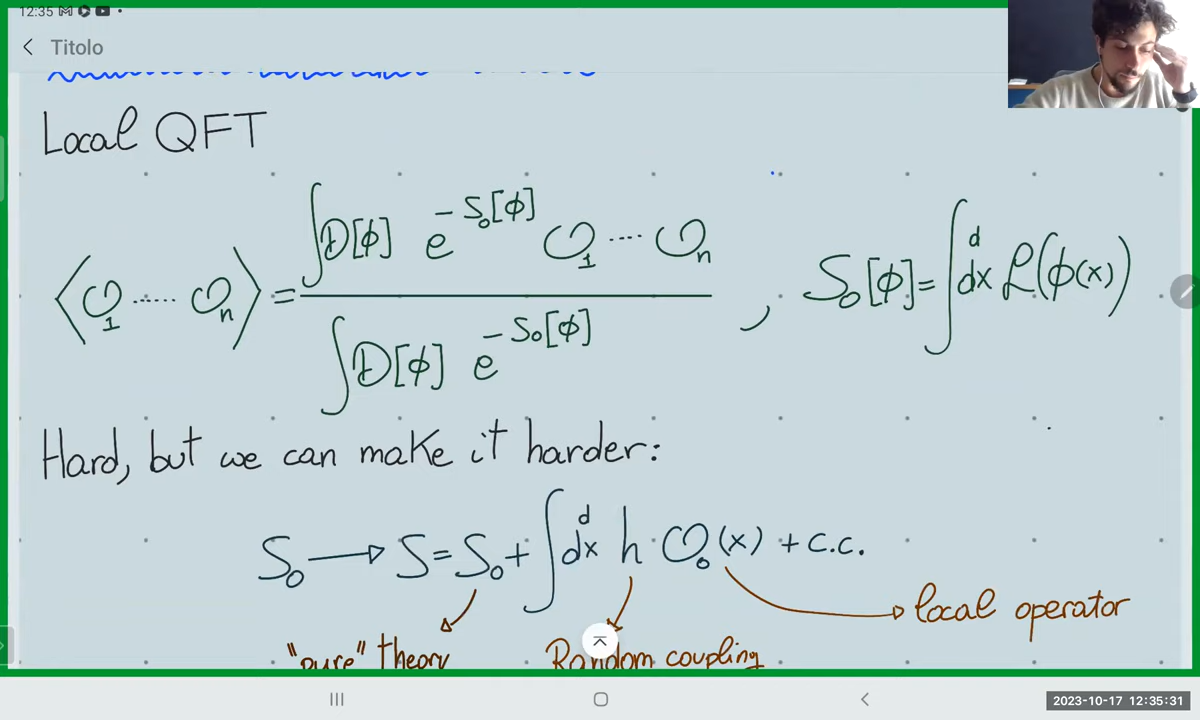 12:35
Titolo
Local QFT
⟨O₁ ..... Oₙ⟩ = ∫D[ϕ] e^{-S₀[ϕ]} O₁ .... Oₙ / ∫D[ϕ] e^{-S₀[ϕ]} , S₀[ϕ] = ∫dᵈx ℒ(ϕ(x))
Hard, but we can make it harder:
S₀ → S = S₀ + ∫dᵈx h O₀(x) + c.c.
local operator
"pure" theory Random coupling
2023-10-17 12:35:31